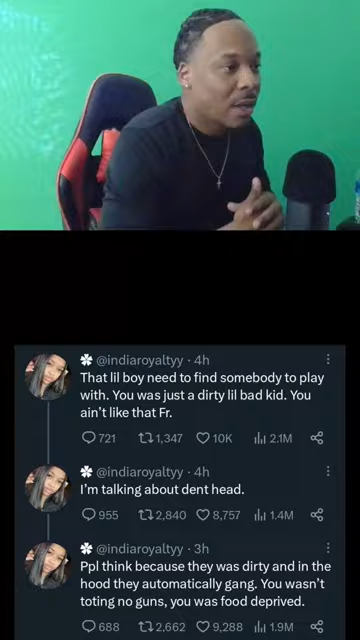 @indiaroyaltyy · 4h
That lil boy need to find somebody to play
with. You was just a dirty lil bad kid. You
ain't like that Fr.
721 1,347 10K 2.1M
@indiaroyaltyy · 4h
I'm talking about dent head.
955 2,840 8,757 1.4M
@indiaroyaltyy · 3h
Ppl think because they was dirty and in the
hood they automatically gang. You wasn't
toting no guns, you was food deprived.
688 2,662 9,288 1.9M